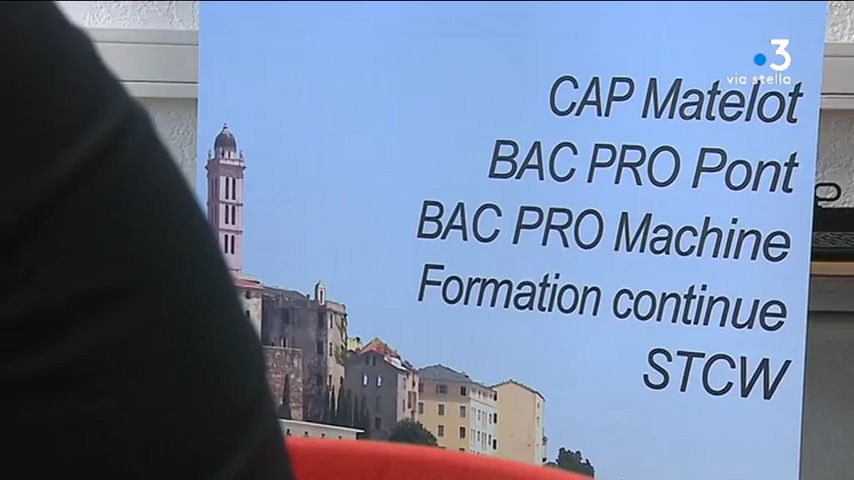 3
via stella
CAP Matelot
BAC PRO Pont
BAC PRO Machine
Formation continue
STCW